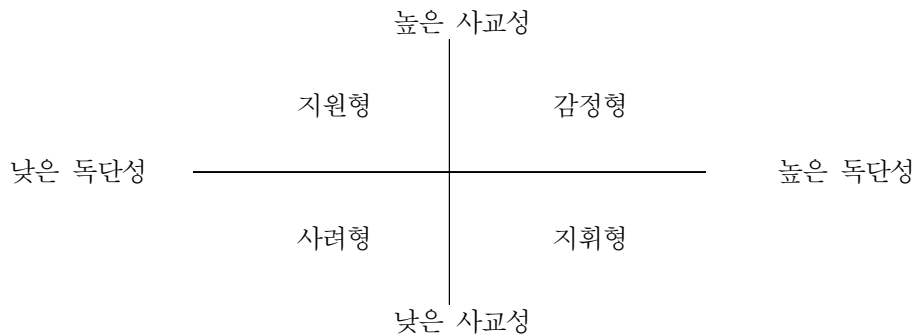 높은 사교성
지원형 감정형
낮은 독단성 높은 독단성
사려형 지휘형
낮은 사교성